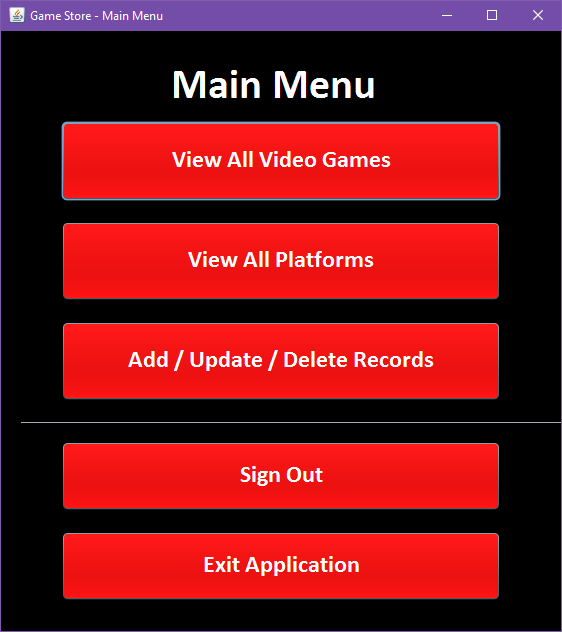 Game Store - Main Menu
Main Menu
View All Video Games
View All Platforms
Add / Update / Delete Records
Sign Out
Exit Application